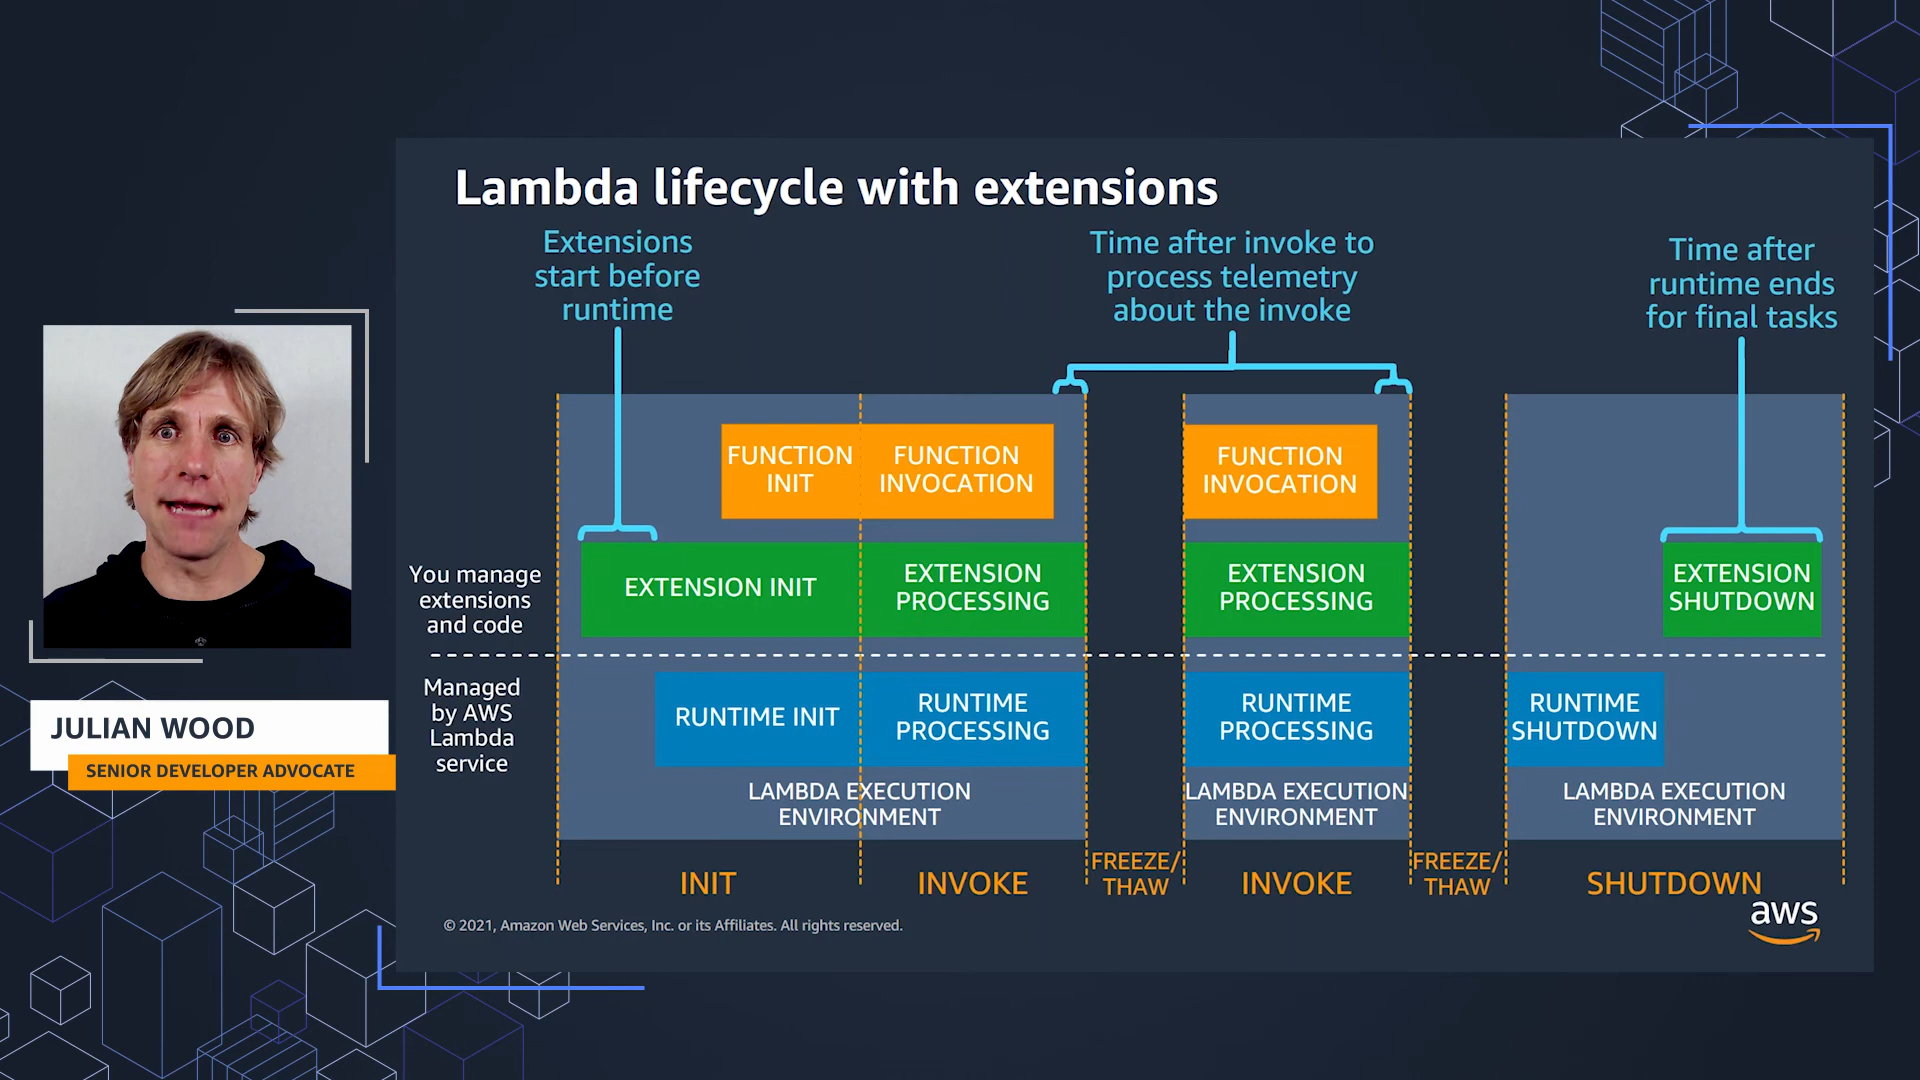 Lambda lifecycle with extensions
Extensions
start before
runtime
Time after invoke to
process telemetry
about the invoke
Time after
runtime ends
for final tasks
FUNCTION
INIT
FUNCTION
INVOCATION
FUNCTION
INVOCATION
You manage
extensions
and code
EXTENSION INIT
EXTENSION
PROCESSING
EXTENSION
PROCESSING
EXTENSION
SHUTDOWN
Managed
by AWS
Lambda
service
RUNTIME INIT
RUNTIME
PROCESSING
RUNTIME
PROCESSING
RUNTIME
SHUTDOWN
LAMBDA EXECUTION
ENVIRONMENT
LAMBDA EXECUTION
ENVIRONMENT
LAMBDA EXECUTION
ENVIRONMENT
INIT
INVOKE
FREEZE/
THAW
INVOKE
FREEZE/
THAW
SHUTDOWN
© 2021, Amazon Web Services, Inc. or its Affiliates. All rights reserved.
aws
JULIAN WOOD
SENIOR DEVELOPER ADVOCATE